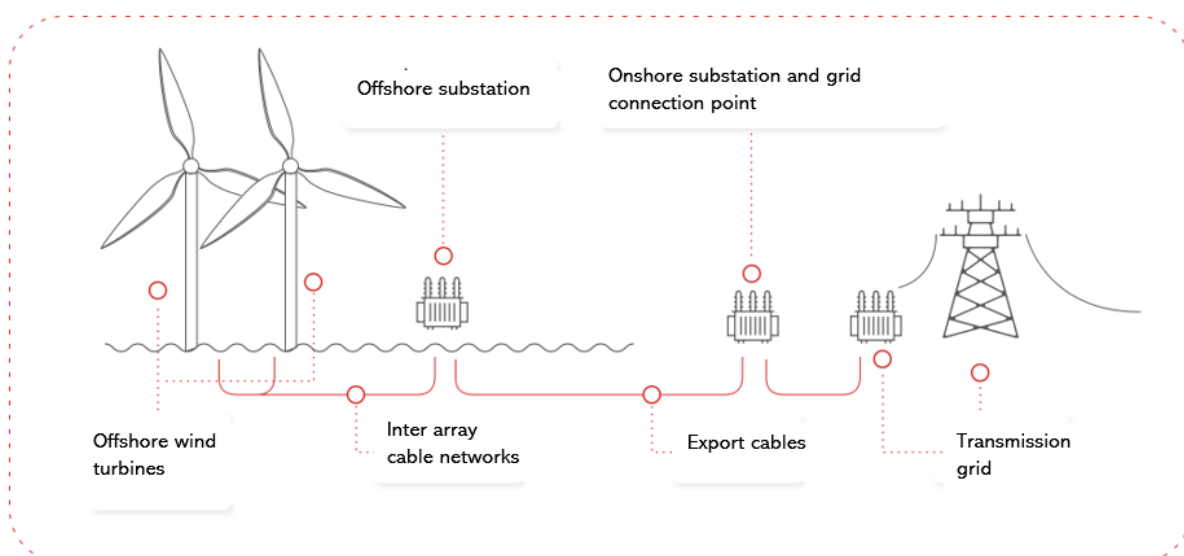 Offshore substation
Onshore substation and grid
connection point
Offshore wind
turbines
Inter array
cable networks
Export cables
Transmission
grid